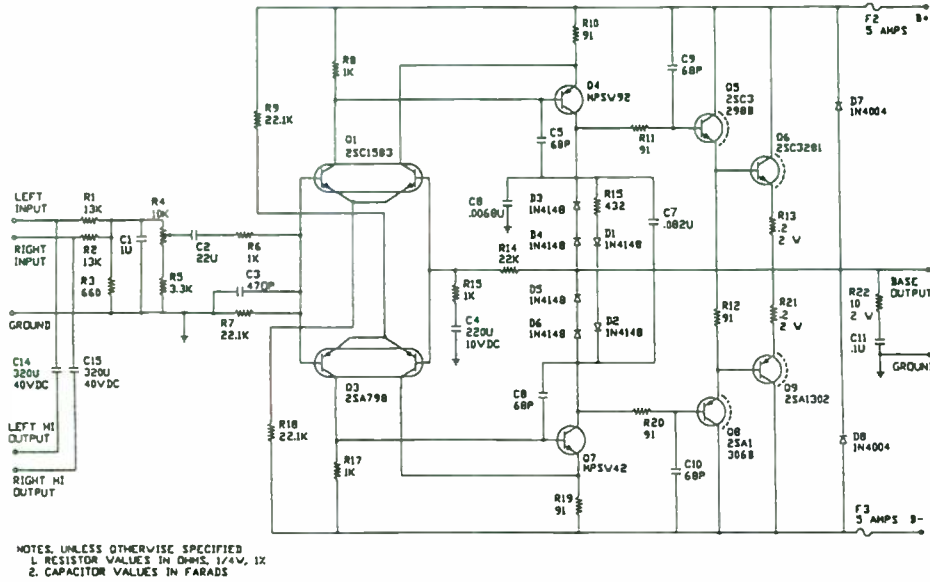 R10
91
F2
5 AMPS
B+
R8
1K
C9
68P
Q4
MPSW92
Q5
2SC3
298B
D7
1N4004
R9
22.1K
C5
68P
Q6
2SC3281
Q1
2SC1583
R11
91
LEFT
INPUT
R1
13K
R4
10K
C8
.0068U
D3
1N4148
R15
432
C7
.082U
R13
.2
2 W
D4
1N4148
D1
1N4148
RIGHT
INPUT
R2
13K
C1
.1U
C2
22U
R6
1K
R14
22K
R3
660
R5
3.3K
C3
470P
R15
1K
D5
1N4148
BASE
OUTPUT
R12
91
R21
.2
2 W
R22
10
2 W
GROUND
R7
22.1K
C4
220U
10VDC
D6
1N4148
D2
1N4148
C11
.1U
GROUND
C14
320U
40VDC
C15
320U
40VDC
Q3
2SA798
C8
68P
Q9
2SA1302
R18
22.1K
R20
91
Q8
2SA1
306B
D8
1N4004
LEFT HI
OUTPUT
R17
1K
Q7
MPSW42
C10
68P
RIGHT HI
OUTPUT
R19
91
F3
5 AMPS
B-
NOTES, UNLESS OTHERWISE SPECIFIED
1. RESISTOR VALUES IN OHMS, 1/4W, 1%
2. CAPACITOR VALUES IN FARADS